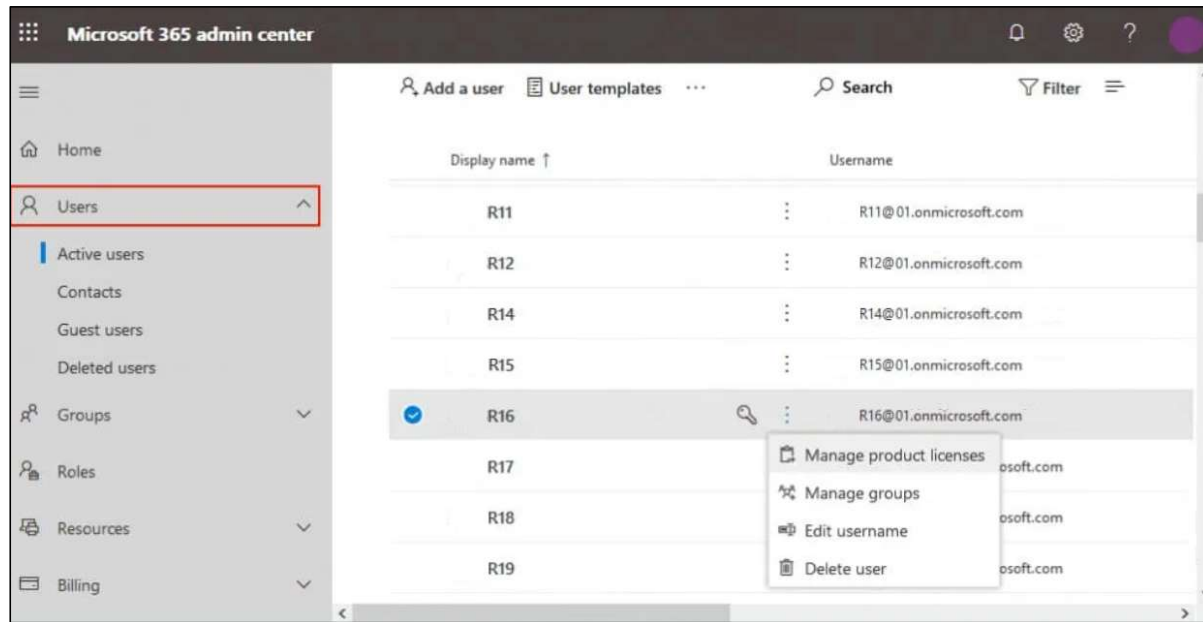 Microsoft 365 admin center
?
Add a user User templates ... Search Filter
Home
Display name ↑ Username
Users
R11 R11@01.onmicrosoft.com
Active users
R12 R12@01.onmicrosoft.com
Contacts
R14 R14@01.onmicrosoft.com
Guest users
Deleted users
R15 R15@01.onmicrosoft.com
Groups
R16 R16@01.onmicrosoft.com
Manage product licenses
Roles
R17 osoft.com
Manage groups
Resources
R18 osoft.com
Edit username
Billing
R19 osoft.com
Delete user